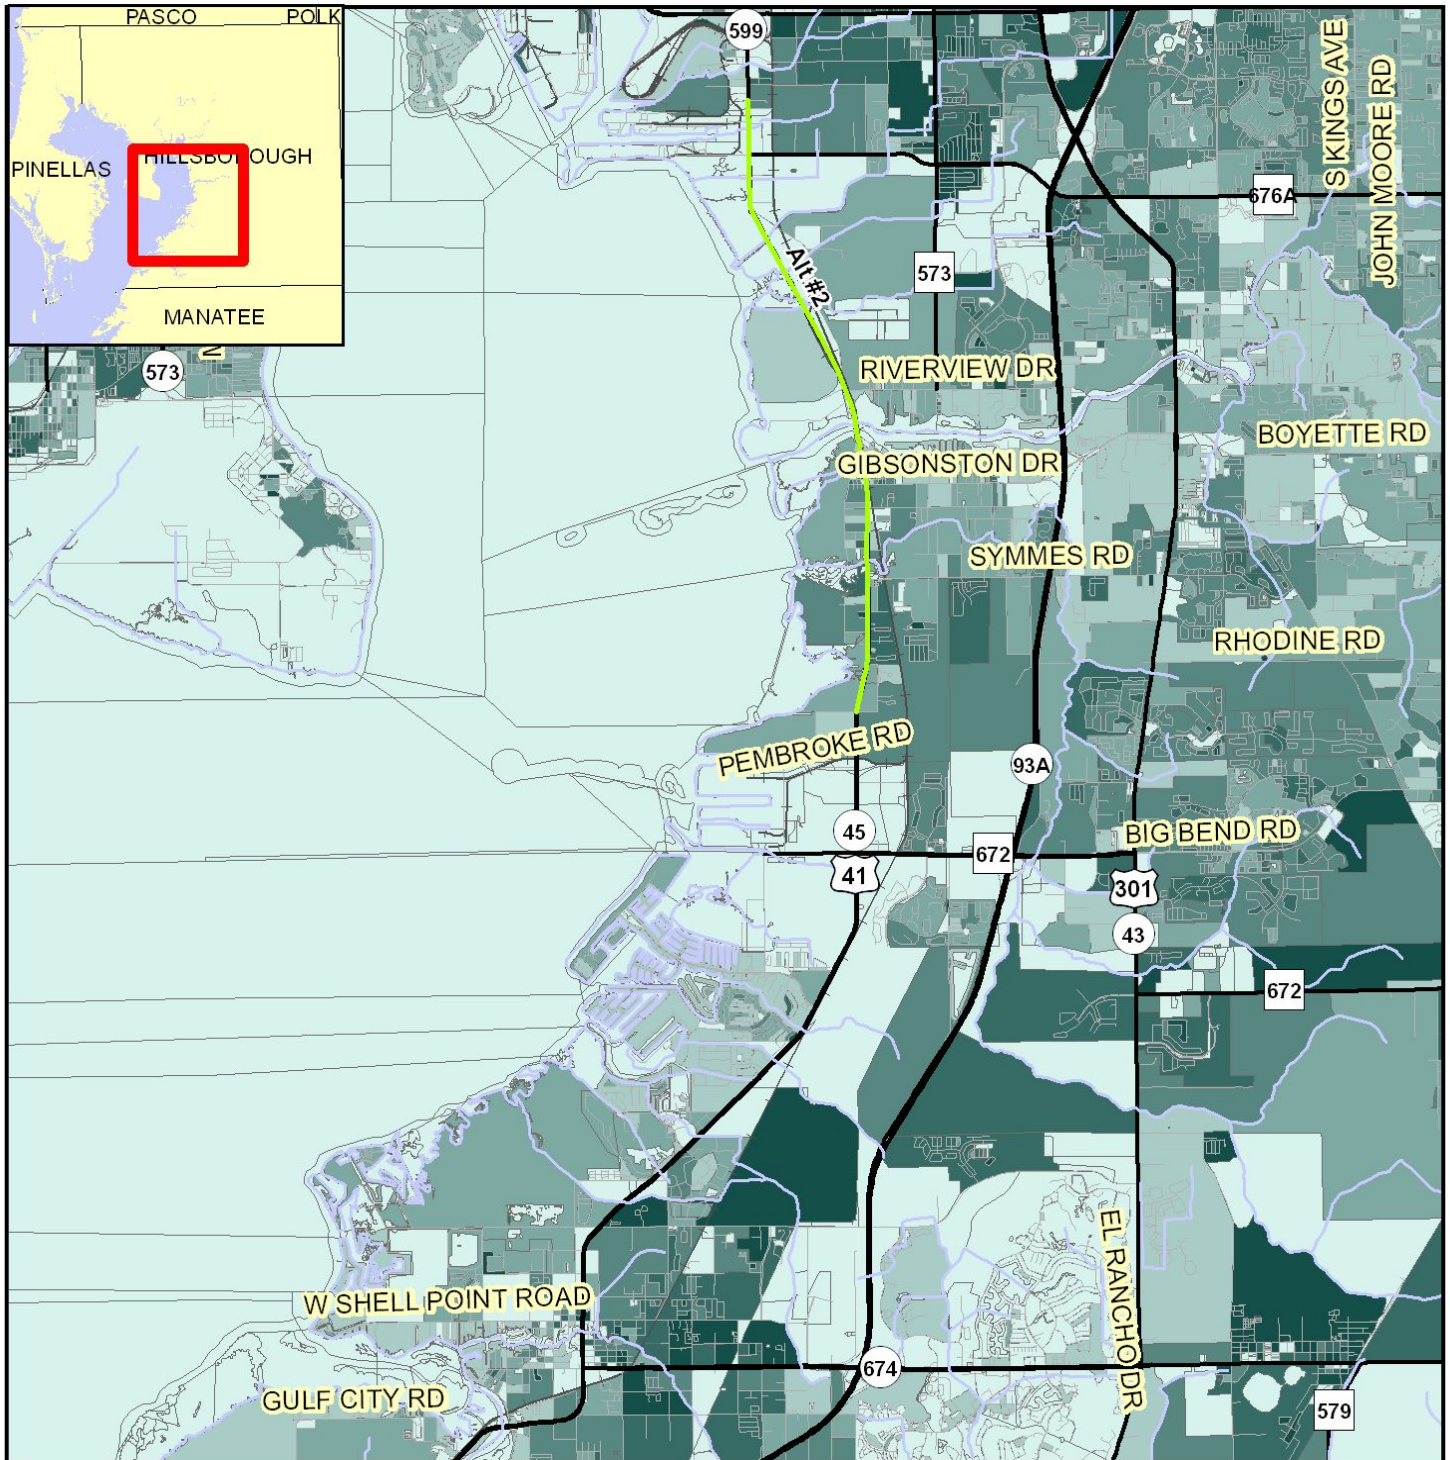 PASCO
POLK
599
HILLSBOROUGH
PINELLAS
MANATEE
S KINGS AVE
JOHN MOORE RD
676A
573
Alt #2
573
RIVERVIEW DR
BOYETTE RD
GIBSONSTON DR
SYMMES RD
RHODINE RD
PEMBROKE RD
93A
45
BIG BEND RD
672
41
301
43
672
EL RANCHO DR
W SHELL POINT ROAD
674
GULF CITY RD
579